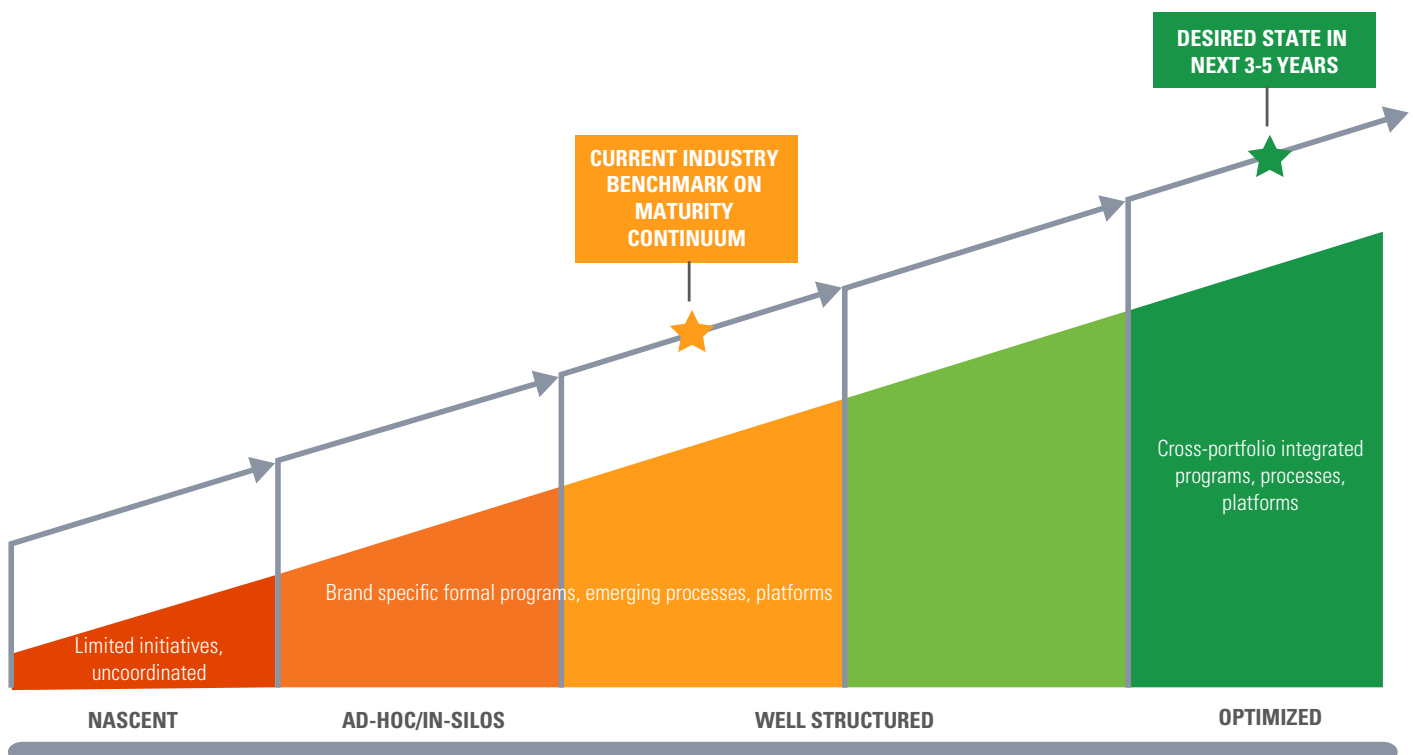 DESIRED STATE IN
NEXT 3-5 YEARS
CURRENT INDUSTRY
BENCHMARK ON
MATURITY
CONTINUUM
Cross-portfolio integrated
programs, processes,
platforms
Brand specific formal programs, emerging processes, platforms
Limited initiatives,
uncoordinated
NASCENT
AD-HOC/IN-SILOS
WELL STRUCTURED
OPTIMIZED